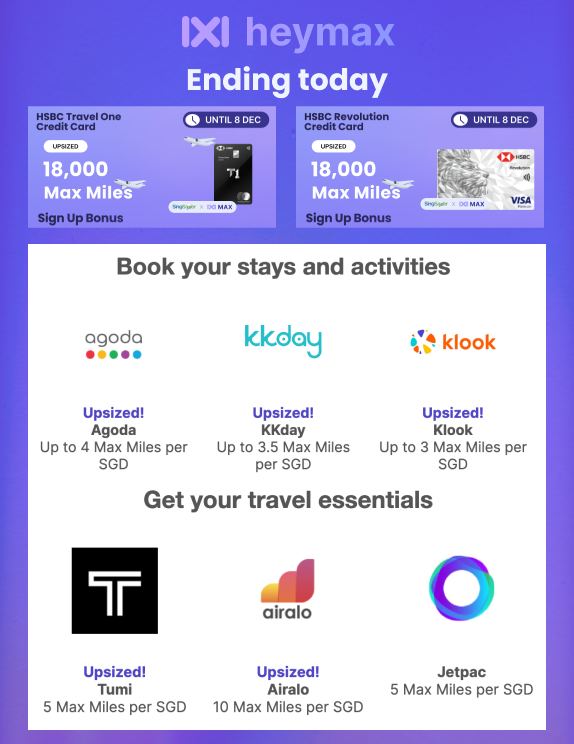 heymax
Ending today
HSBC Travel One
Credit Card
UNTIL 8 DEC
UPSIZED
18,000
Max Miles
Sign Up Bonus
HSBC
T1
SingSaver x MAX
HSBC Revolution
Credit Card
UNTIL 8 DEC
UPSIZED
18,000
Max Miles
Sign Up Bonus
HSBC
Revolution
VISA
SingSaver x MAX
Book your stays and activities
agoda
kkday
klook
Upsized!
Agoda
Up to 4 Max Miles per
SGD
Upsized!
KKday
Up to 3.5 Max Miles
per SGD
Upsized!
Klook
Up to 3 Max Miles per
SGD
Get your travel essentials
airalo
Upsized!
Tumi
5 Max Miles per SGD
Upsized!
Airalo
10 Max Miles per SGD
Jetpac
5 Max Miles per SGD